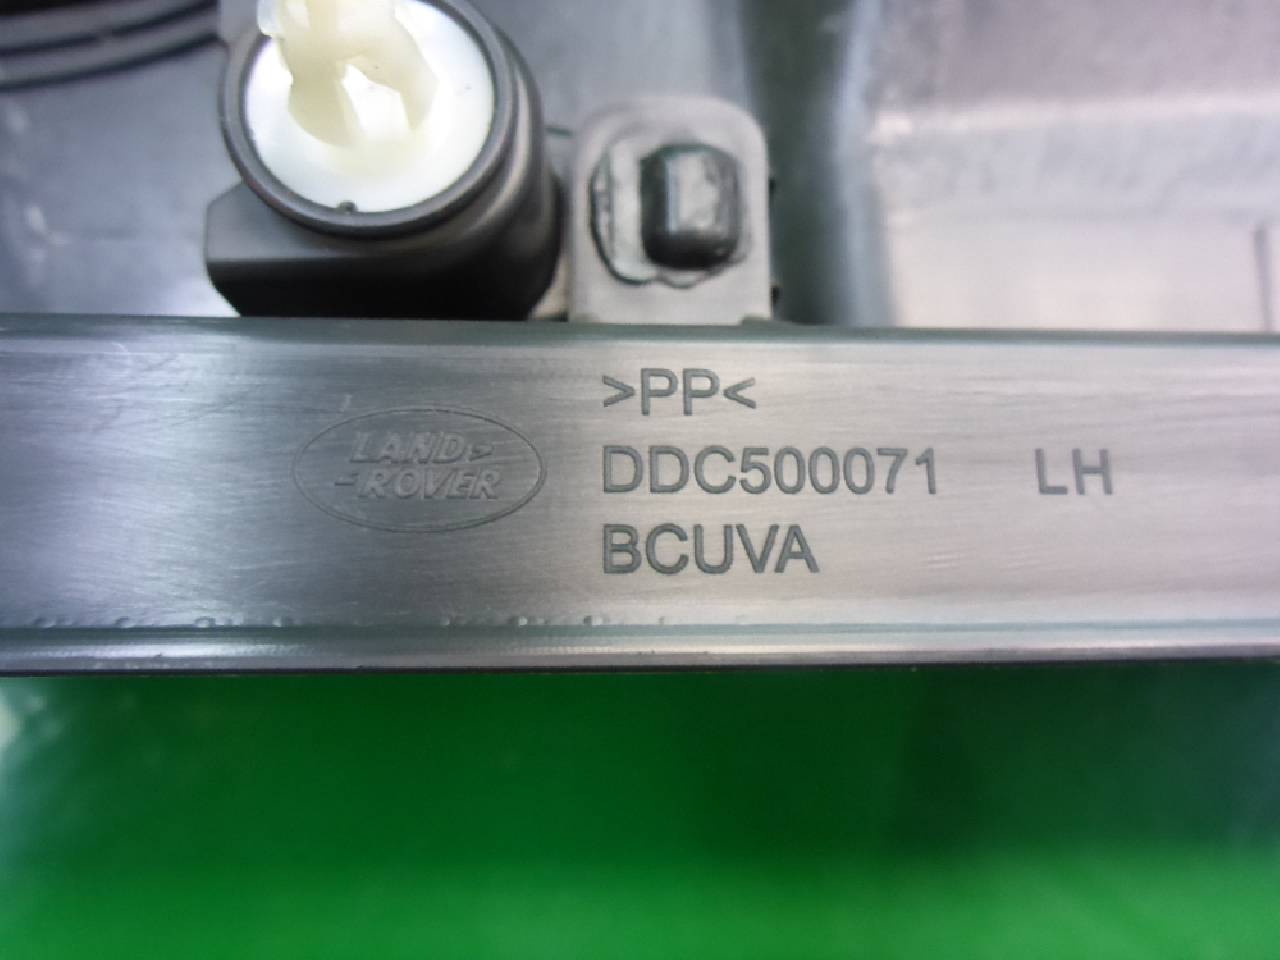 LAND
ROVER
>PP<
DDC500071 LH
BCUVA